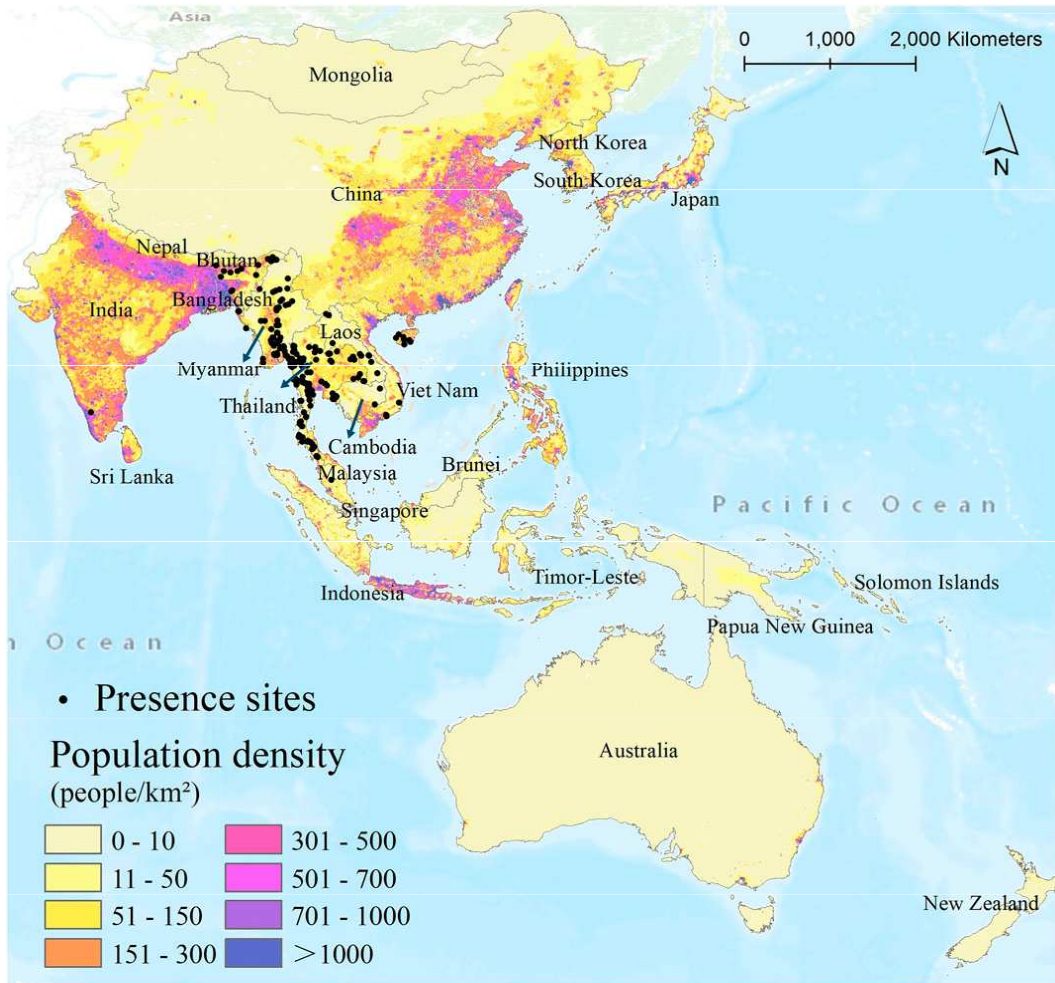 Asia
0 1,000 2,000 Kilometers
Mongolia
N
North Korea
South Korea
China
Japan
Nepal
Bhutan
Bangladesh
India
Laos
Myanmar
Philippines
Viet Nam
Thailand
Cambodia
Brunei
Malaysia
Sri Lanka
Pacific Ocean
Singapore
Timor-Leste
Solomon Islands
Indonesia
Papua New Guinea
n Ocean
• Presence sites
Population density
(people/km²)
Australia
0 - 10
11 - 50
51 - 150
151 - 300
301 - 500
501 - 700
701 - 1000
>1000
New Zealand